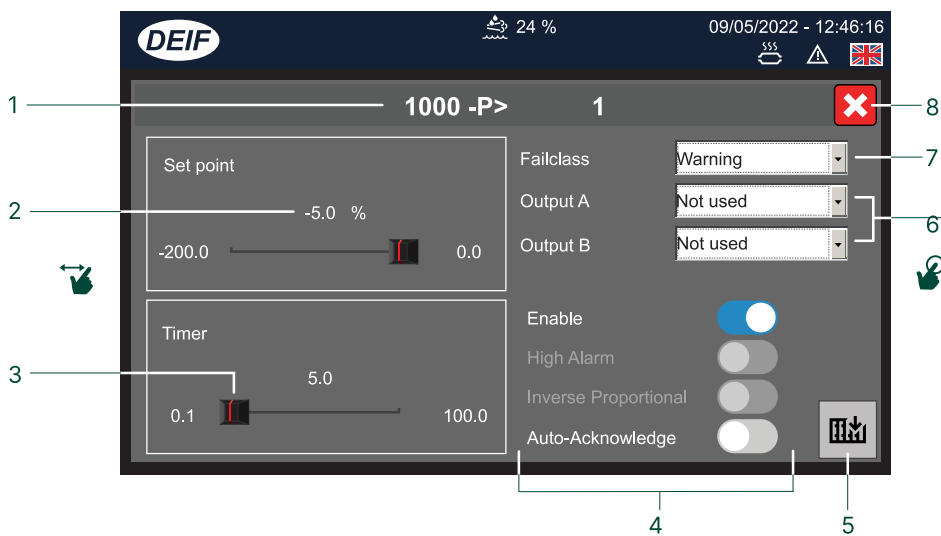 DEIF
24 %
09/05/2022 - 12:46:16
1
1000 -P> 1
8
Set point
2
-5.0 %
-200.0
0.0
Failclass
Warning
7
Output A
Not used
6
Output B
Not used
Timer
3
5.0
0.1
100.0
Enable
High Alarm
Inverse Proportional
Auto-Acknowledge
4
5